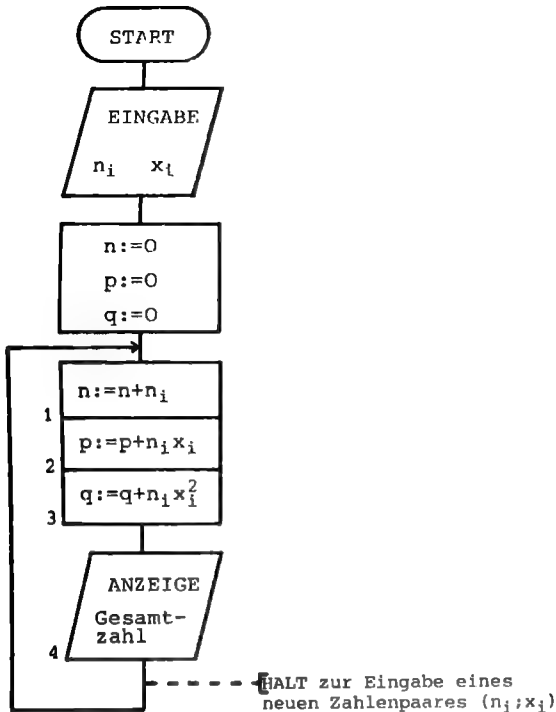 START
EINGABE
nᵢ xᵢ
n:=0
p:=0
q:=0
n:=n+nᵢ
1
p:=p+nᵢxᵢ
2
q:=q+nᵢxᵢ²
3
ANZEIGE
Gesamt-
zahl
4
HALT zur Eingabe eines
neuen Zahlenpaares (nᵢ;xᵢ)